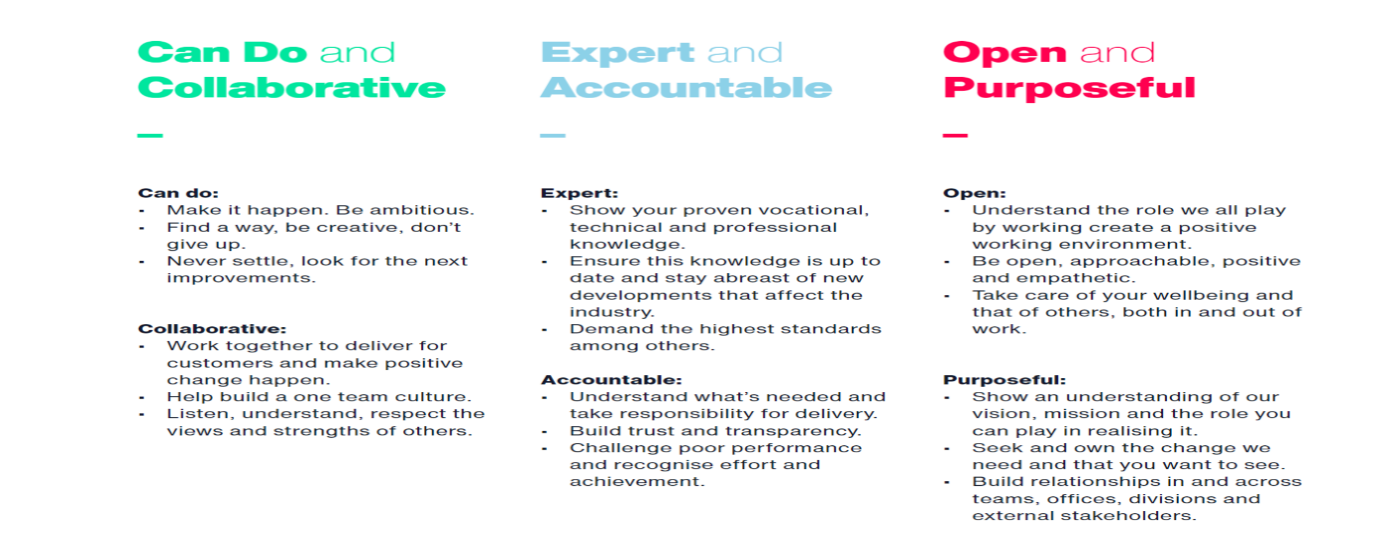 Can Do and
Collaborative
Can do:
- Make it happen. Be ambitious.
- Find a way, be creative, don't
give up.
- Never settle, look for the next
improvements.
Collaborative:
- Work together to deliver for
customers and make positive
change happen.
- Help build a one team culture.
- Listen, understand, respect the
views and strengths of others.
Expert and
Accountable
Expert:
- Show your proven vocational,
technical and professional
knowledge.
- Ensure this knowledge is up to
date and stay abreast of new
developments that affect the
industry.
- Demand the highest standards
among others.
Accountable:
- Understand what's needed and
take responsibility for delivery.
- Build trust and transparency.
- Challenge poor performance
and recognise effort and
achievement.
Open and
Purposeful
Open:
- Understand the role we all play
by working create a positive
working environment.
- Be open, approachable, positive
and empathetic.
- Take care of your wellbeing and
that of others, both in and out of
work.
Purposeful:
- Show an understanding of our
vision, mission and the role you
can play in realising it.
- Seek and own the change we
need and that you want to see.
- Build relationships in and across
teams, offices, divisions and
external stakeholders.